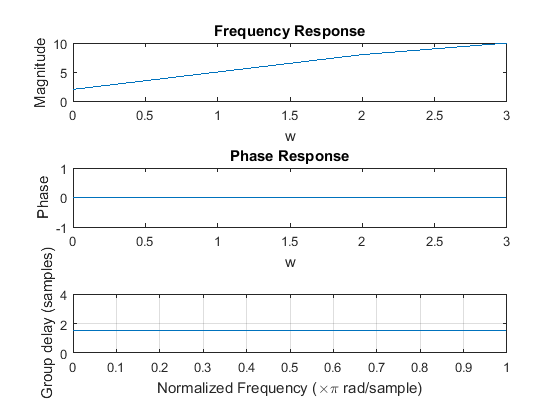 Frequency Response
Magnitude
10
5
0
0 0.5 1 1.5 2 2.5 3
w
Phase Response
Phase
1
0
-1
0 0.5 1 1.5 2 2.5 3
w
Group delay (samples)
4
2
0
0 0.1 0.2 0.3 0.4 0.5 0.6 0.7 0.8 0.9 1
Normalized Frequency (×π rad/sample)